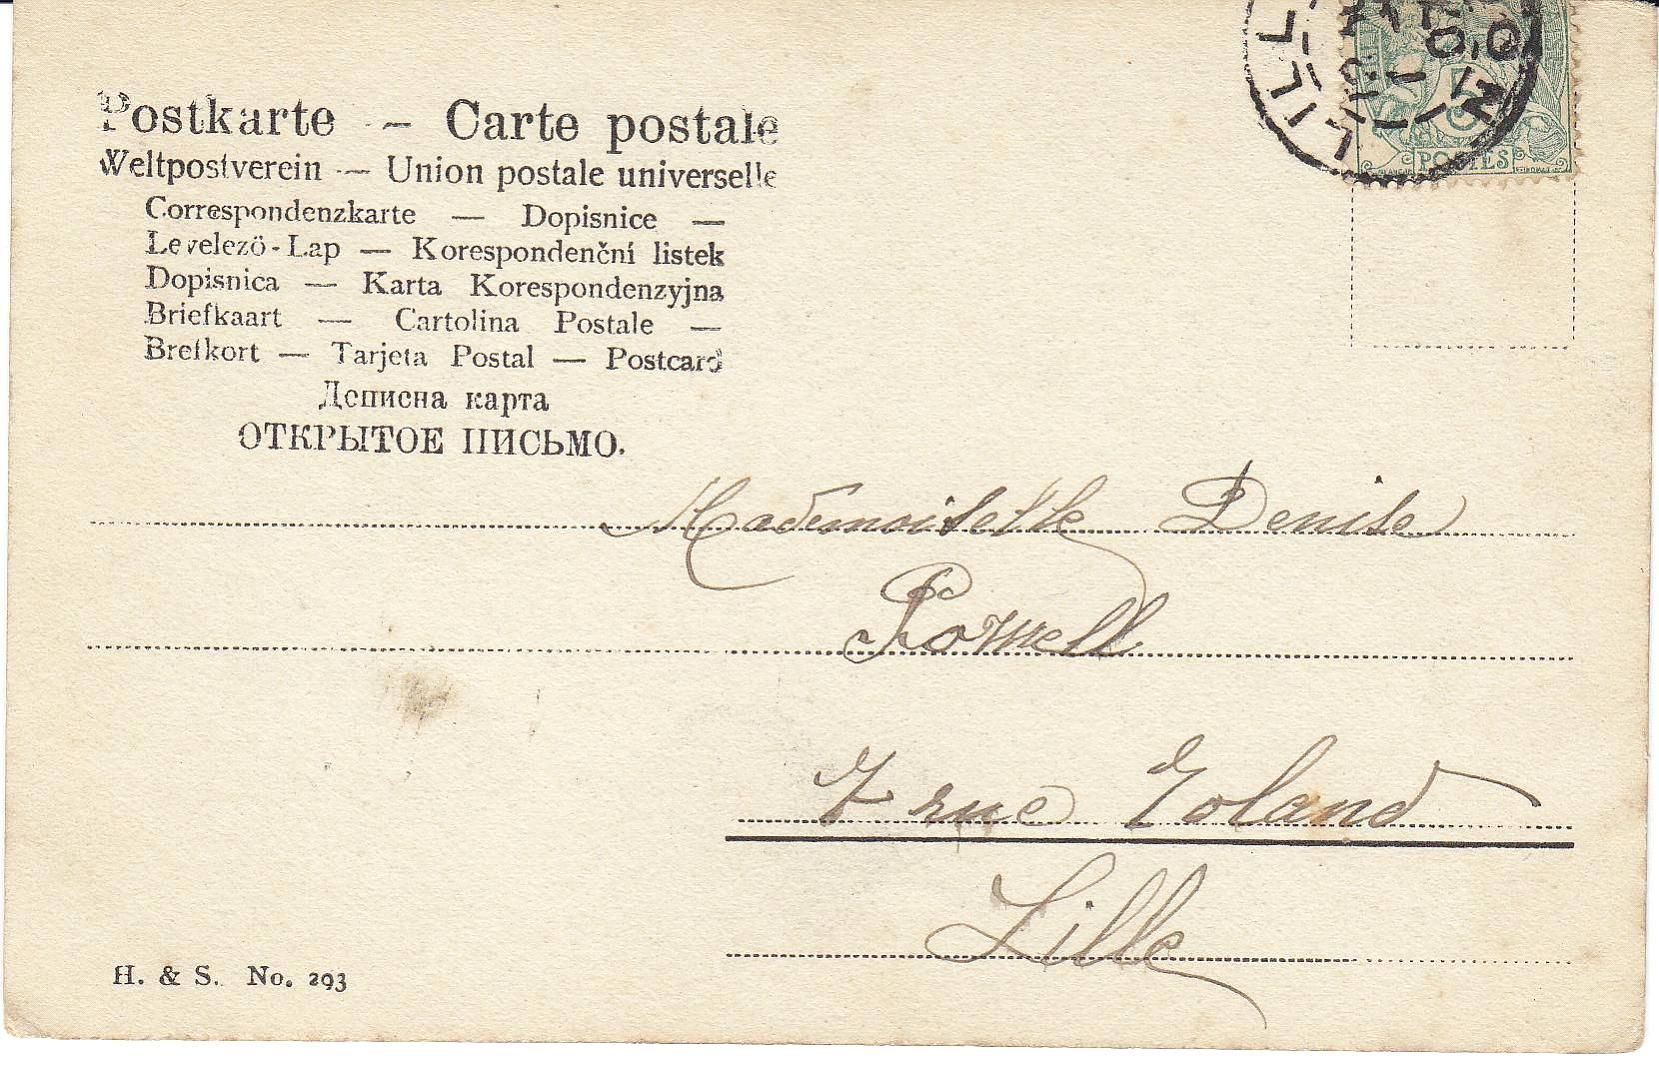 Postkarte - Carte postale
Weltpostverein - Union postale universelle
Correspondenzkarte — Dopisnice —
Levelezö-Lap — Korespondenční listek
Dopisnica — Karta Korespondenzyjna
Briefkaart — Cartolina Postale —
Brefkort — Tarjeta Postal — Postcard
Дописна карта
ОТКРЫТОЕ ПИСЬМО.
LILL
POSTES
Mademoiselle Denise
7 rue
Lille
H. & S. No. 293